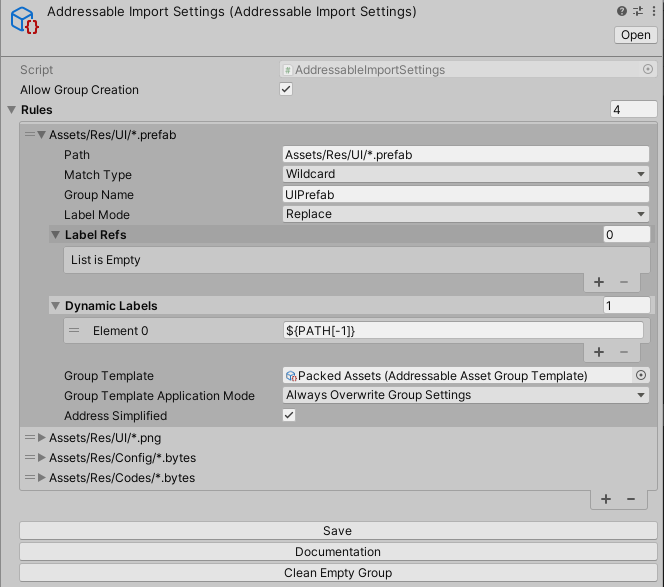 Addressable Import Settings (Addressable Import Settings)
Open
Script
# AddressableImportSettings
Allow Group Creation
Rules 4
Assets/Res/UI/*.prefab
Path Assets/Res/UI/*.prefab
Match Type Wildcard
Group Name UIPrefab
Label Mode Replace
Label Refs 0
List is Empty
Dynamic Labels 1
Element 0 ${PATH[-1]}
Group Template Packed Assets (Addressable Asset Group Template)
Group Template Application Mode Always Overwrite Group Settings
Address Simplified
Assets/Res/UI/*.png
Assets/Res/Config/*.bytes
Assets/Res/Codes/*.bytes
Save
Documentation
Clean Empty Group